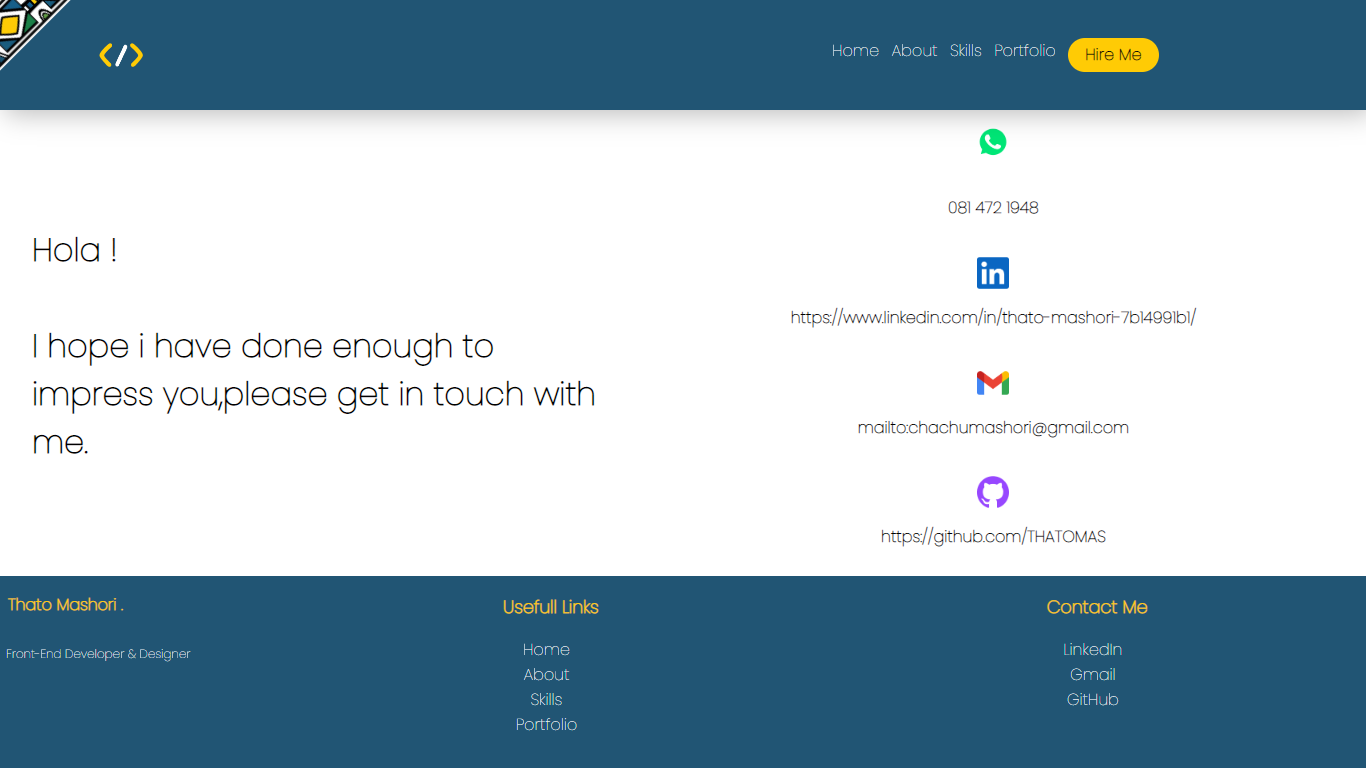 </>
Home About Skills Portfolio Hire Me
Hola !
I hope i have done enough to
impress you,please get in touch with
me.
081 472 1948
in
https://www.linkedin.com/in/thato-mashori-7b14991b1/
mailto:chachumashori@gmail.com
https://github.com/THATOMAS
Thato Mashori .
Front-End Developer & Designer
Usefull Links
Home
About
Skills
Portfolio
Contact Me
LinkedIn
Gmail
GitHub